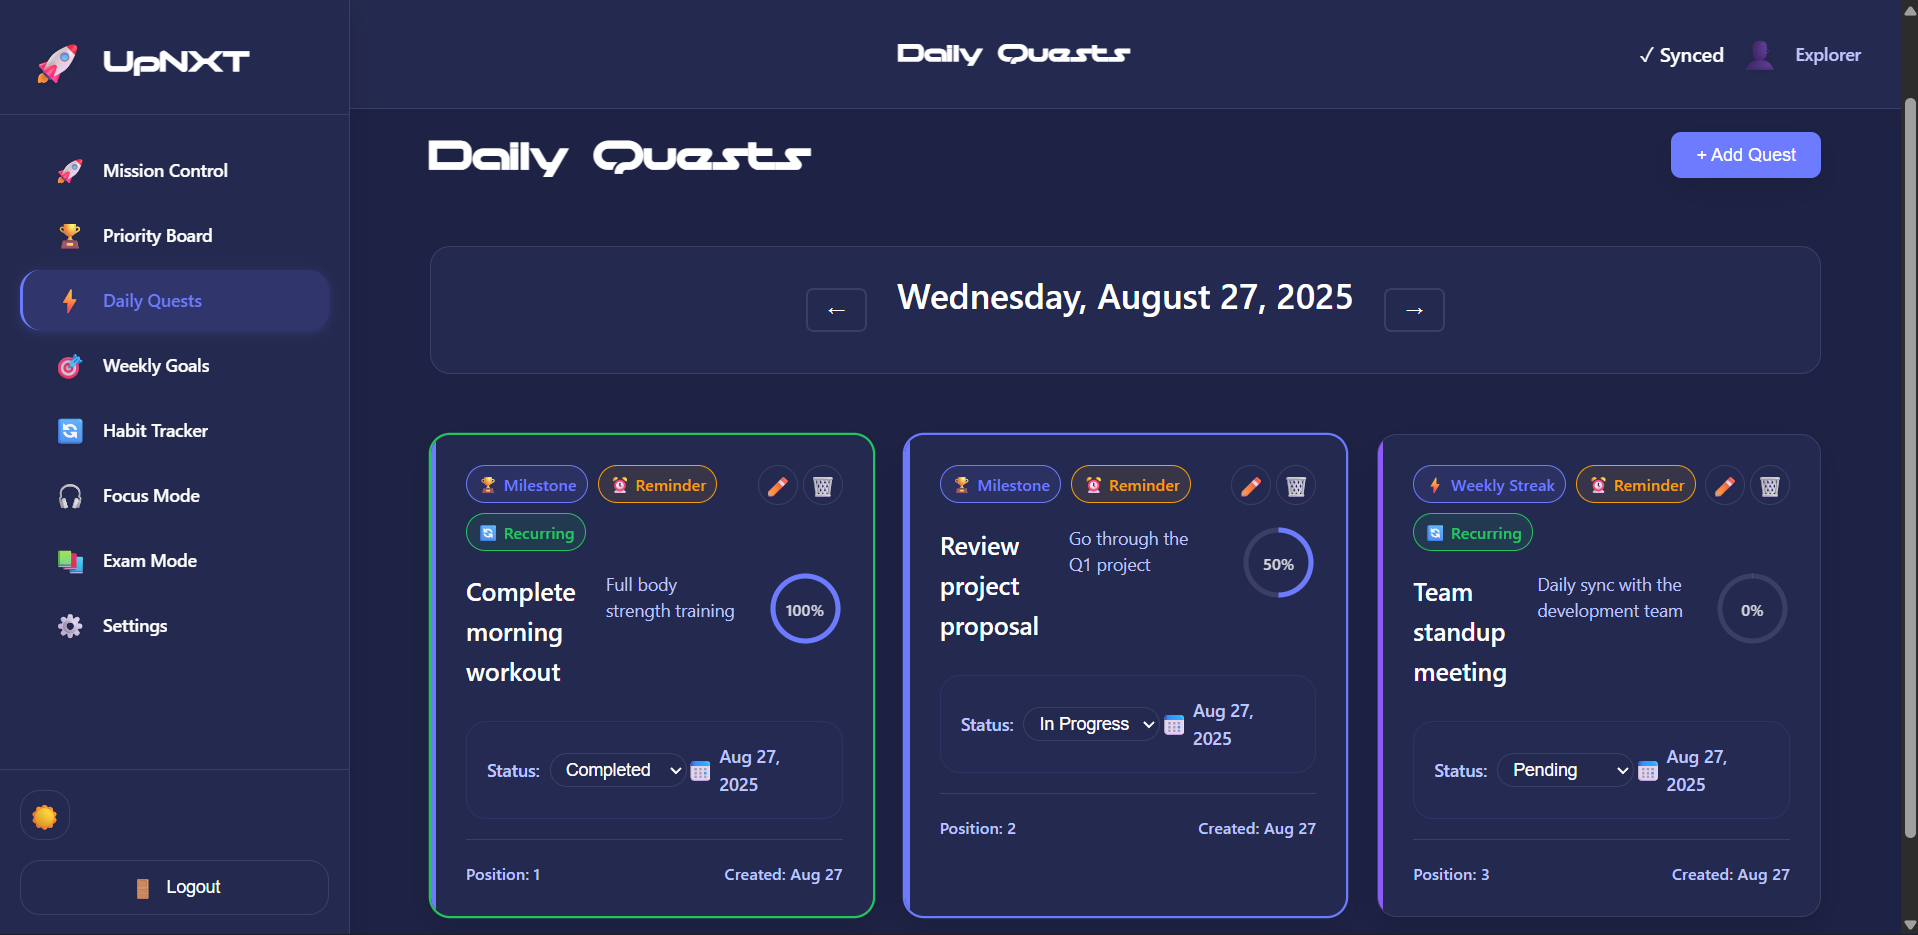 UpNXT
Daily Quests
✓ Synced
Explorer
Mission Control
Priority Board
Daily Quests
Weekly Goals
Habit Tracker
Focus Mode
Exam Mode
Settings
Logout
Daily Quests
+ Add Quest
←
Wednesday, August 27, 2025
→
Milestone
Reminder
Recurring
Complete
morning
workout
Full body
strength training
100%
Status:
Completed
Aug 27,
2025
Position: 1
Created: Aug 27
Milestone
Reminder
Review
project
proposal
Go through the
Q1 project
50%
Status:
In Progress
Aug 27,
2025
Position: 2
Created: Aug 27
Weekly Streak
Reminder
Recurring
Team
standup
meeting
Daily sync with the
development team
0%
Status:
Pending
Aug 27,
2025
Position: 3
Created: Aug 27